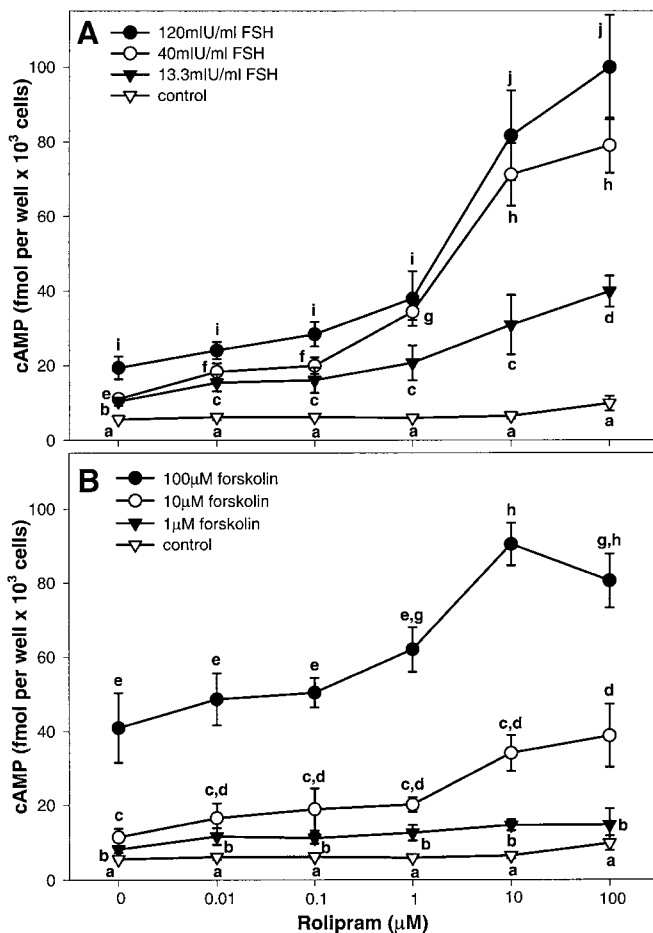 A
120mIU/ml FSH
40mIU/ml FSH
13.3mIU/ml FSH
control
cAMP (fmol per well x 10³ cells)
100
80
60
40
20
0
j
j
h
h
i
i
i
i
g
d
f
f
e
c
c
c
c
b
a
a
a
a
a
a
B
100µM forskolin
10µM forskolin
1µM forskolin
control
cAMP (fmol per well x 10³ cells)
100
80
60
40
20
0
h
g,h
e,g
e
e
e
d
c,d
c,d
c,d
c,d
c
b
b
b
b
b
b
a
a
a
a
a
a
0
0.01
0.1
1
10
100
Rolipram (µM)